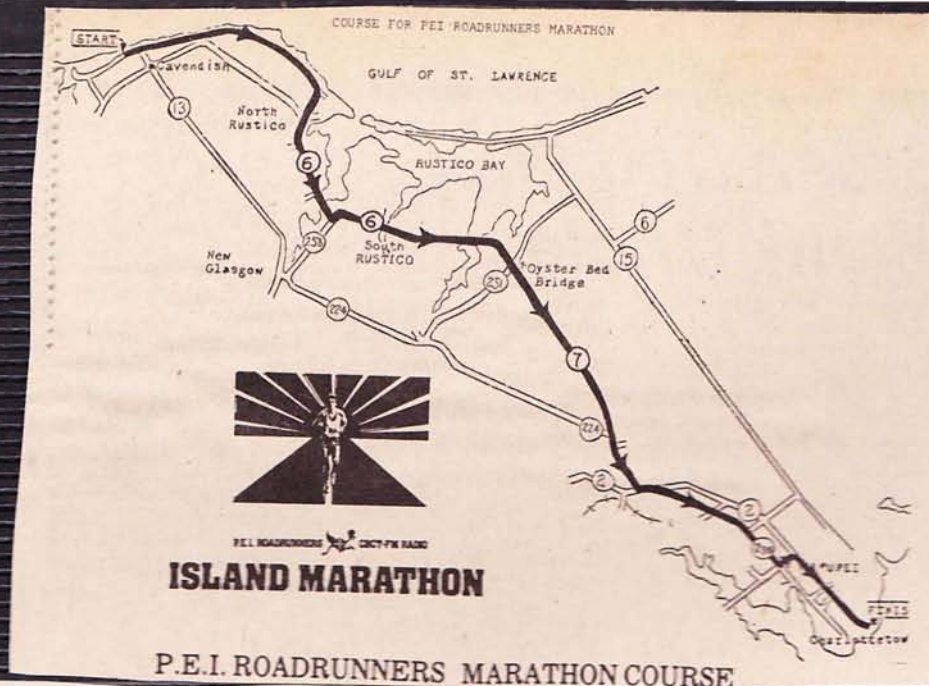 COURSE FOR PEI ROADRUNNERS MARATHON
START
Cavendish
GULF OF ST. LAWRENCE
13
North
RUSTICO
RUSTICO BAY
6
6
6
258
South
RUSTICO
15
New
Glasgow
Oyster Bed
Bridge
251
224
7
224
2
2
UPEI
FINIS
Charlottetown
P.E.I. ROADRUNNERS CBCT-FM RADIO
ISLAND MARATHON
P.E.I. ROADRUNNERS MARATHON COURSE